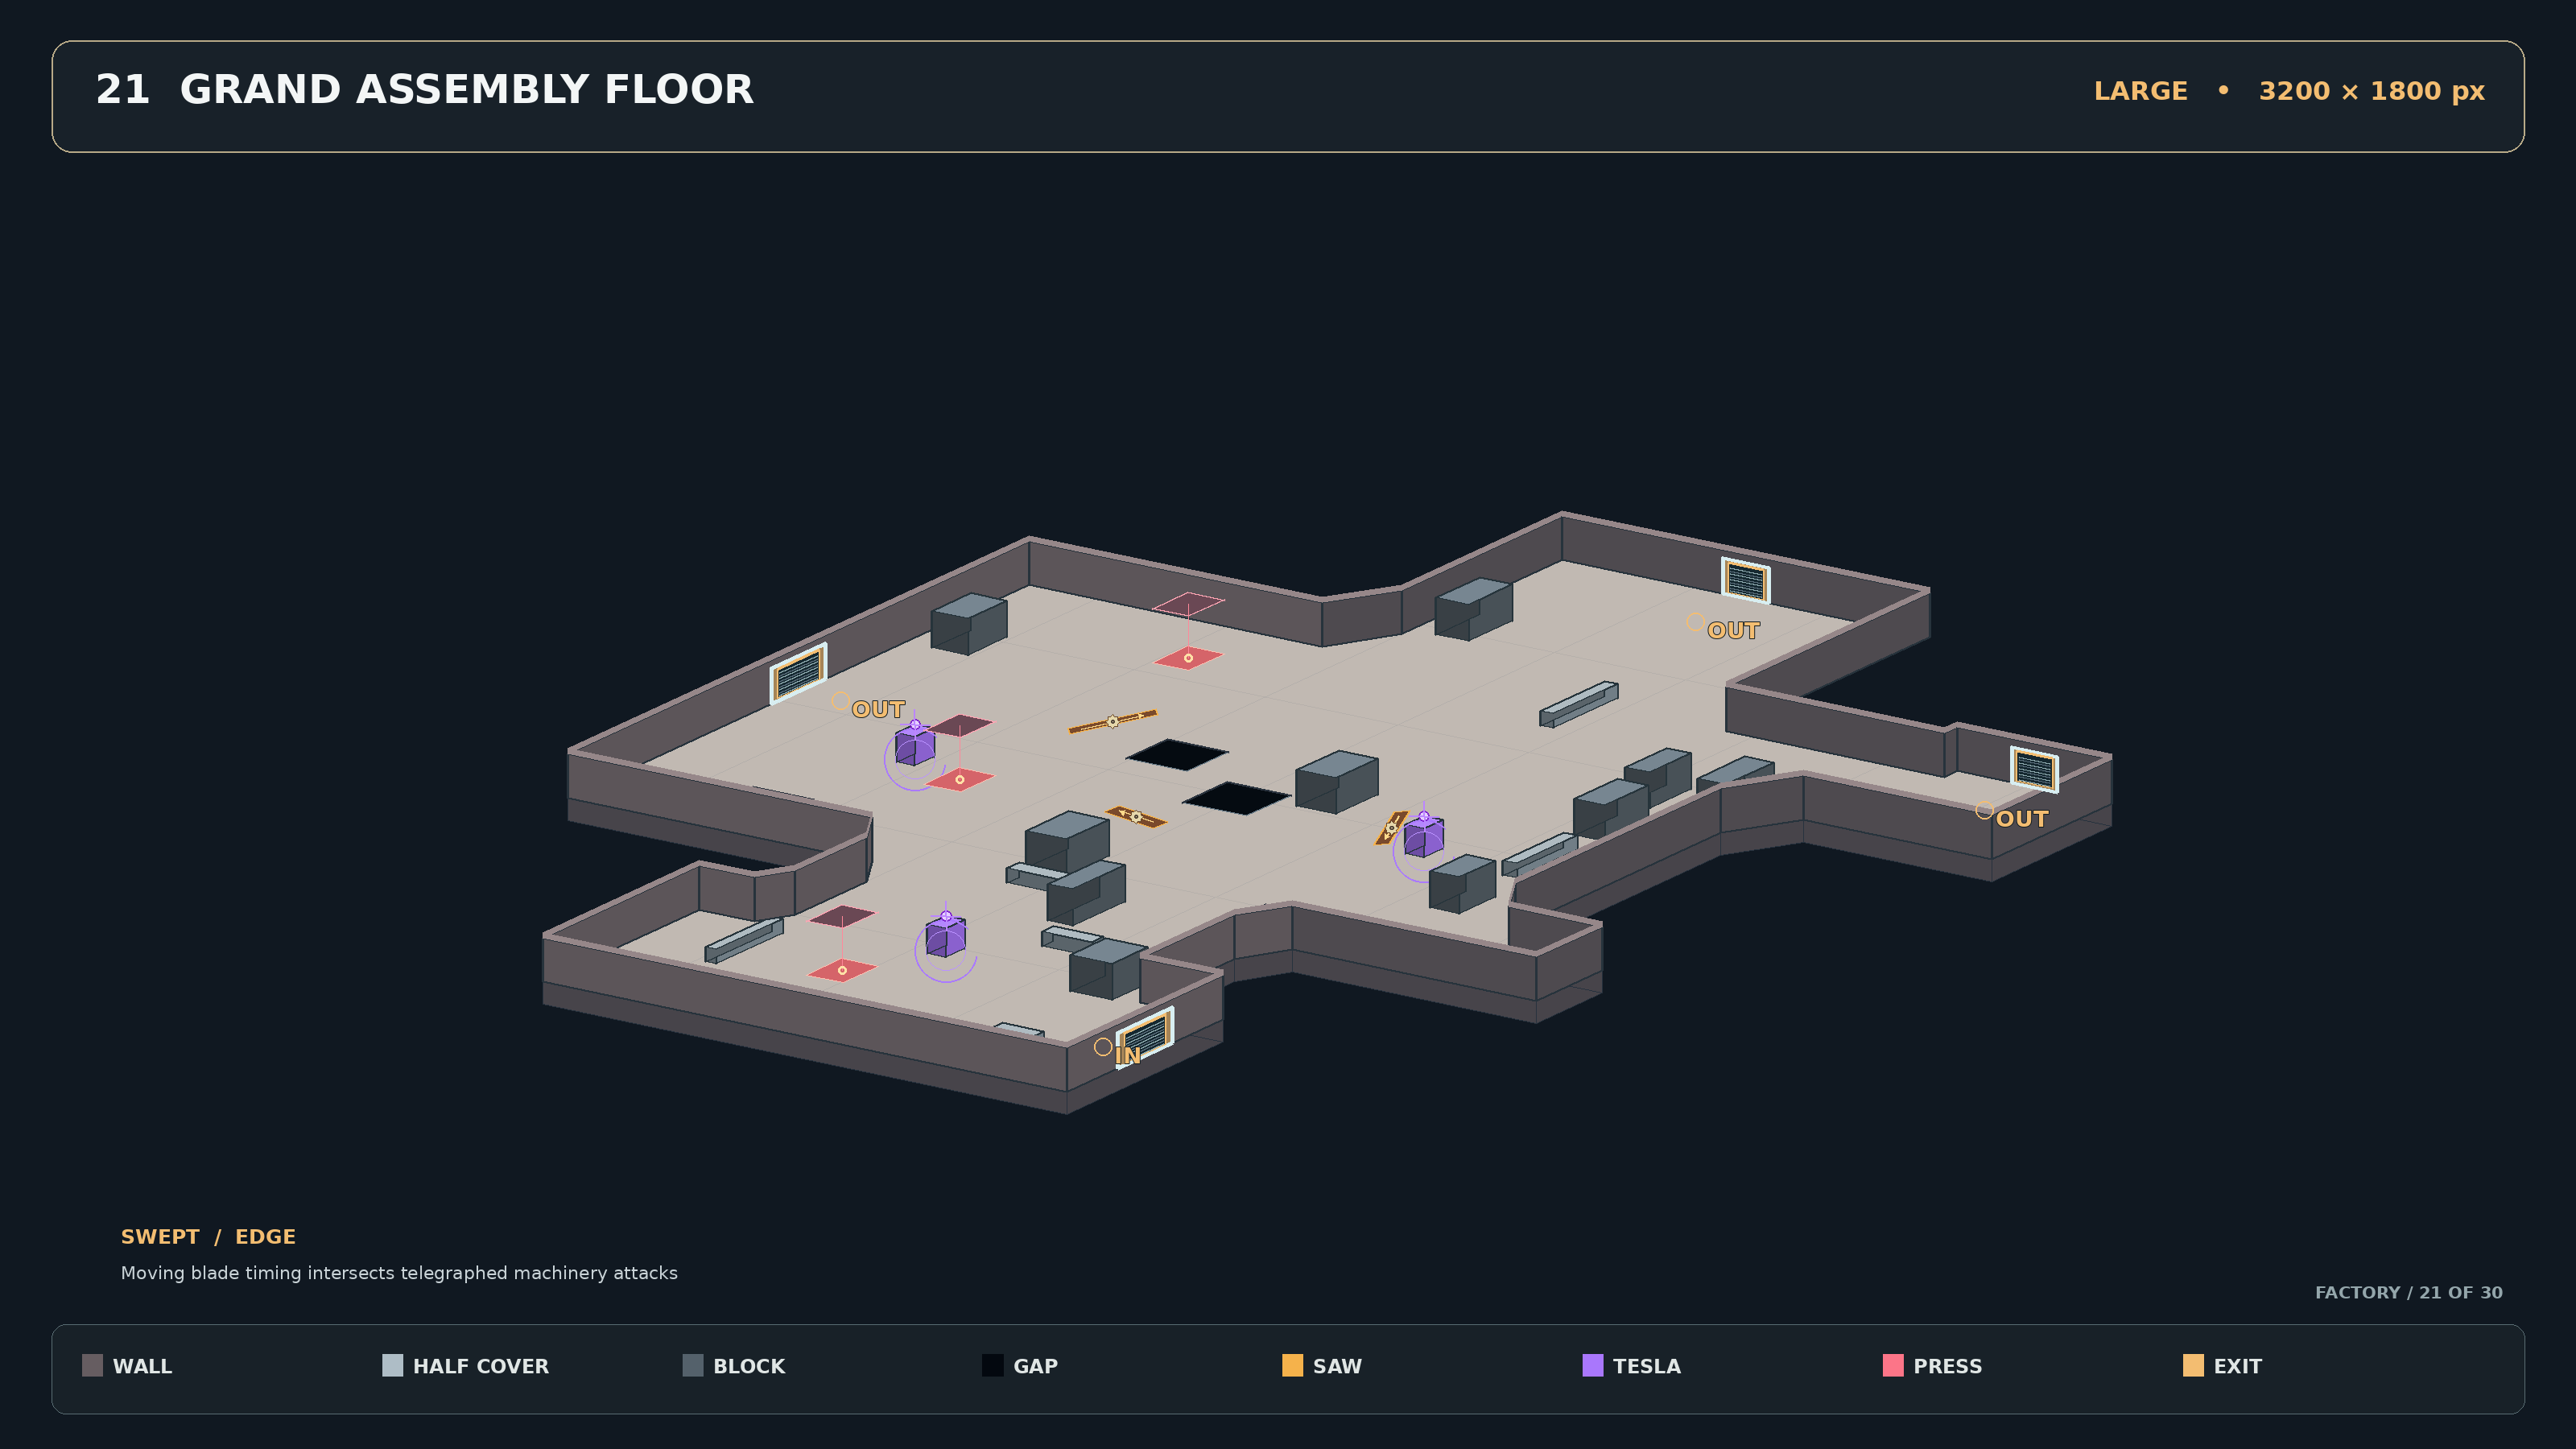 21 GRAND ASSEMBLY FLOOR
LARGE • 3200 × 1800 px
OUT
OUT
OUT
IN
SWEPT / EDGE
Moving blade timing intersects telegraphed machinery attacks
FACTORY / 21 OF 30
WALL
HALF COVER
BLOCK
GAP
SAW
TESLA
PRESS
EXIT